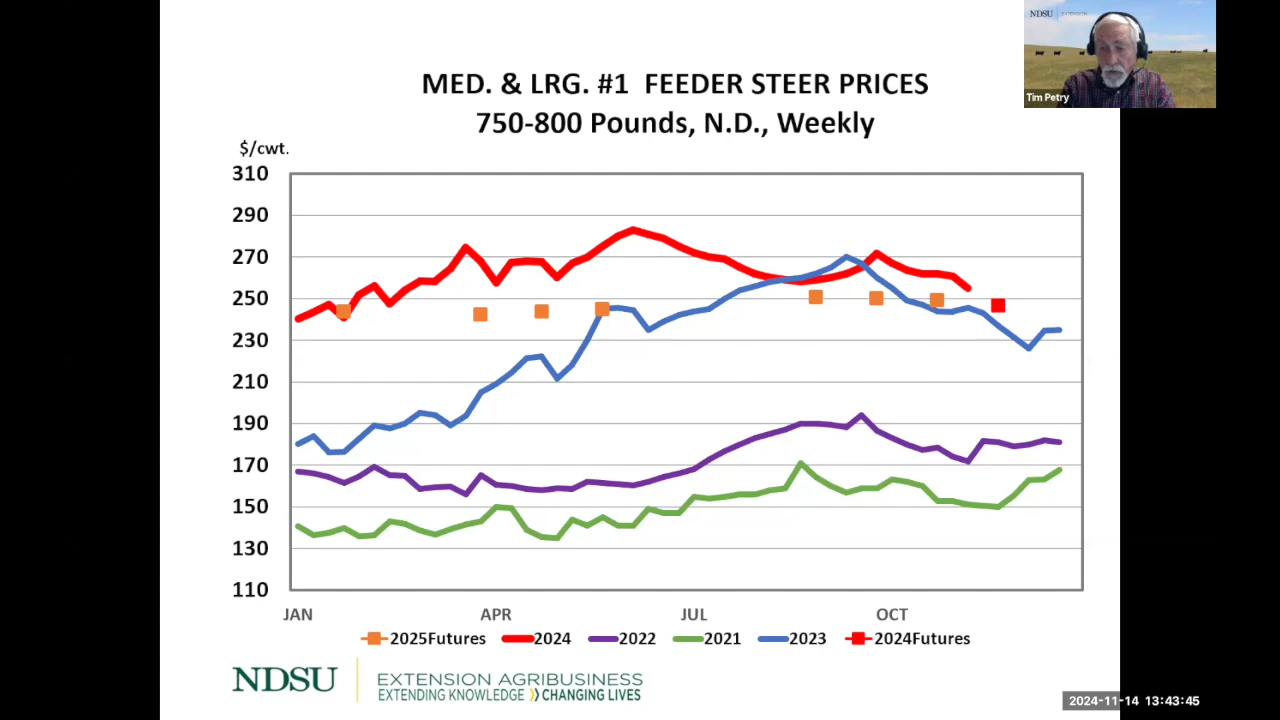 NDSU EXTENSION
Tim Petry
MED. & LRG. #1 FEEDER STEER PRICES
750-800 Pounds, N.D., Weekly
$/cwt.
310
290
270
250
230
210
190
170
150
130
110
JAN APR JUL OCT
2025Futures 2024 2022 2021 2023 2024Futures
NDSU EXTENSION AGRIBUSINESS
EXTENDING KNOWLEDGE CHANGING LIVES
2024-11-14 13:43:45